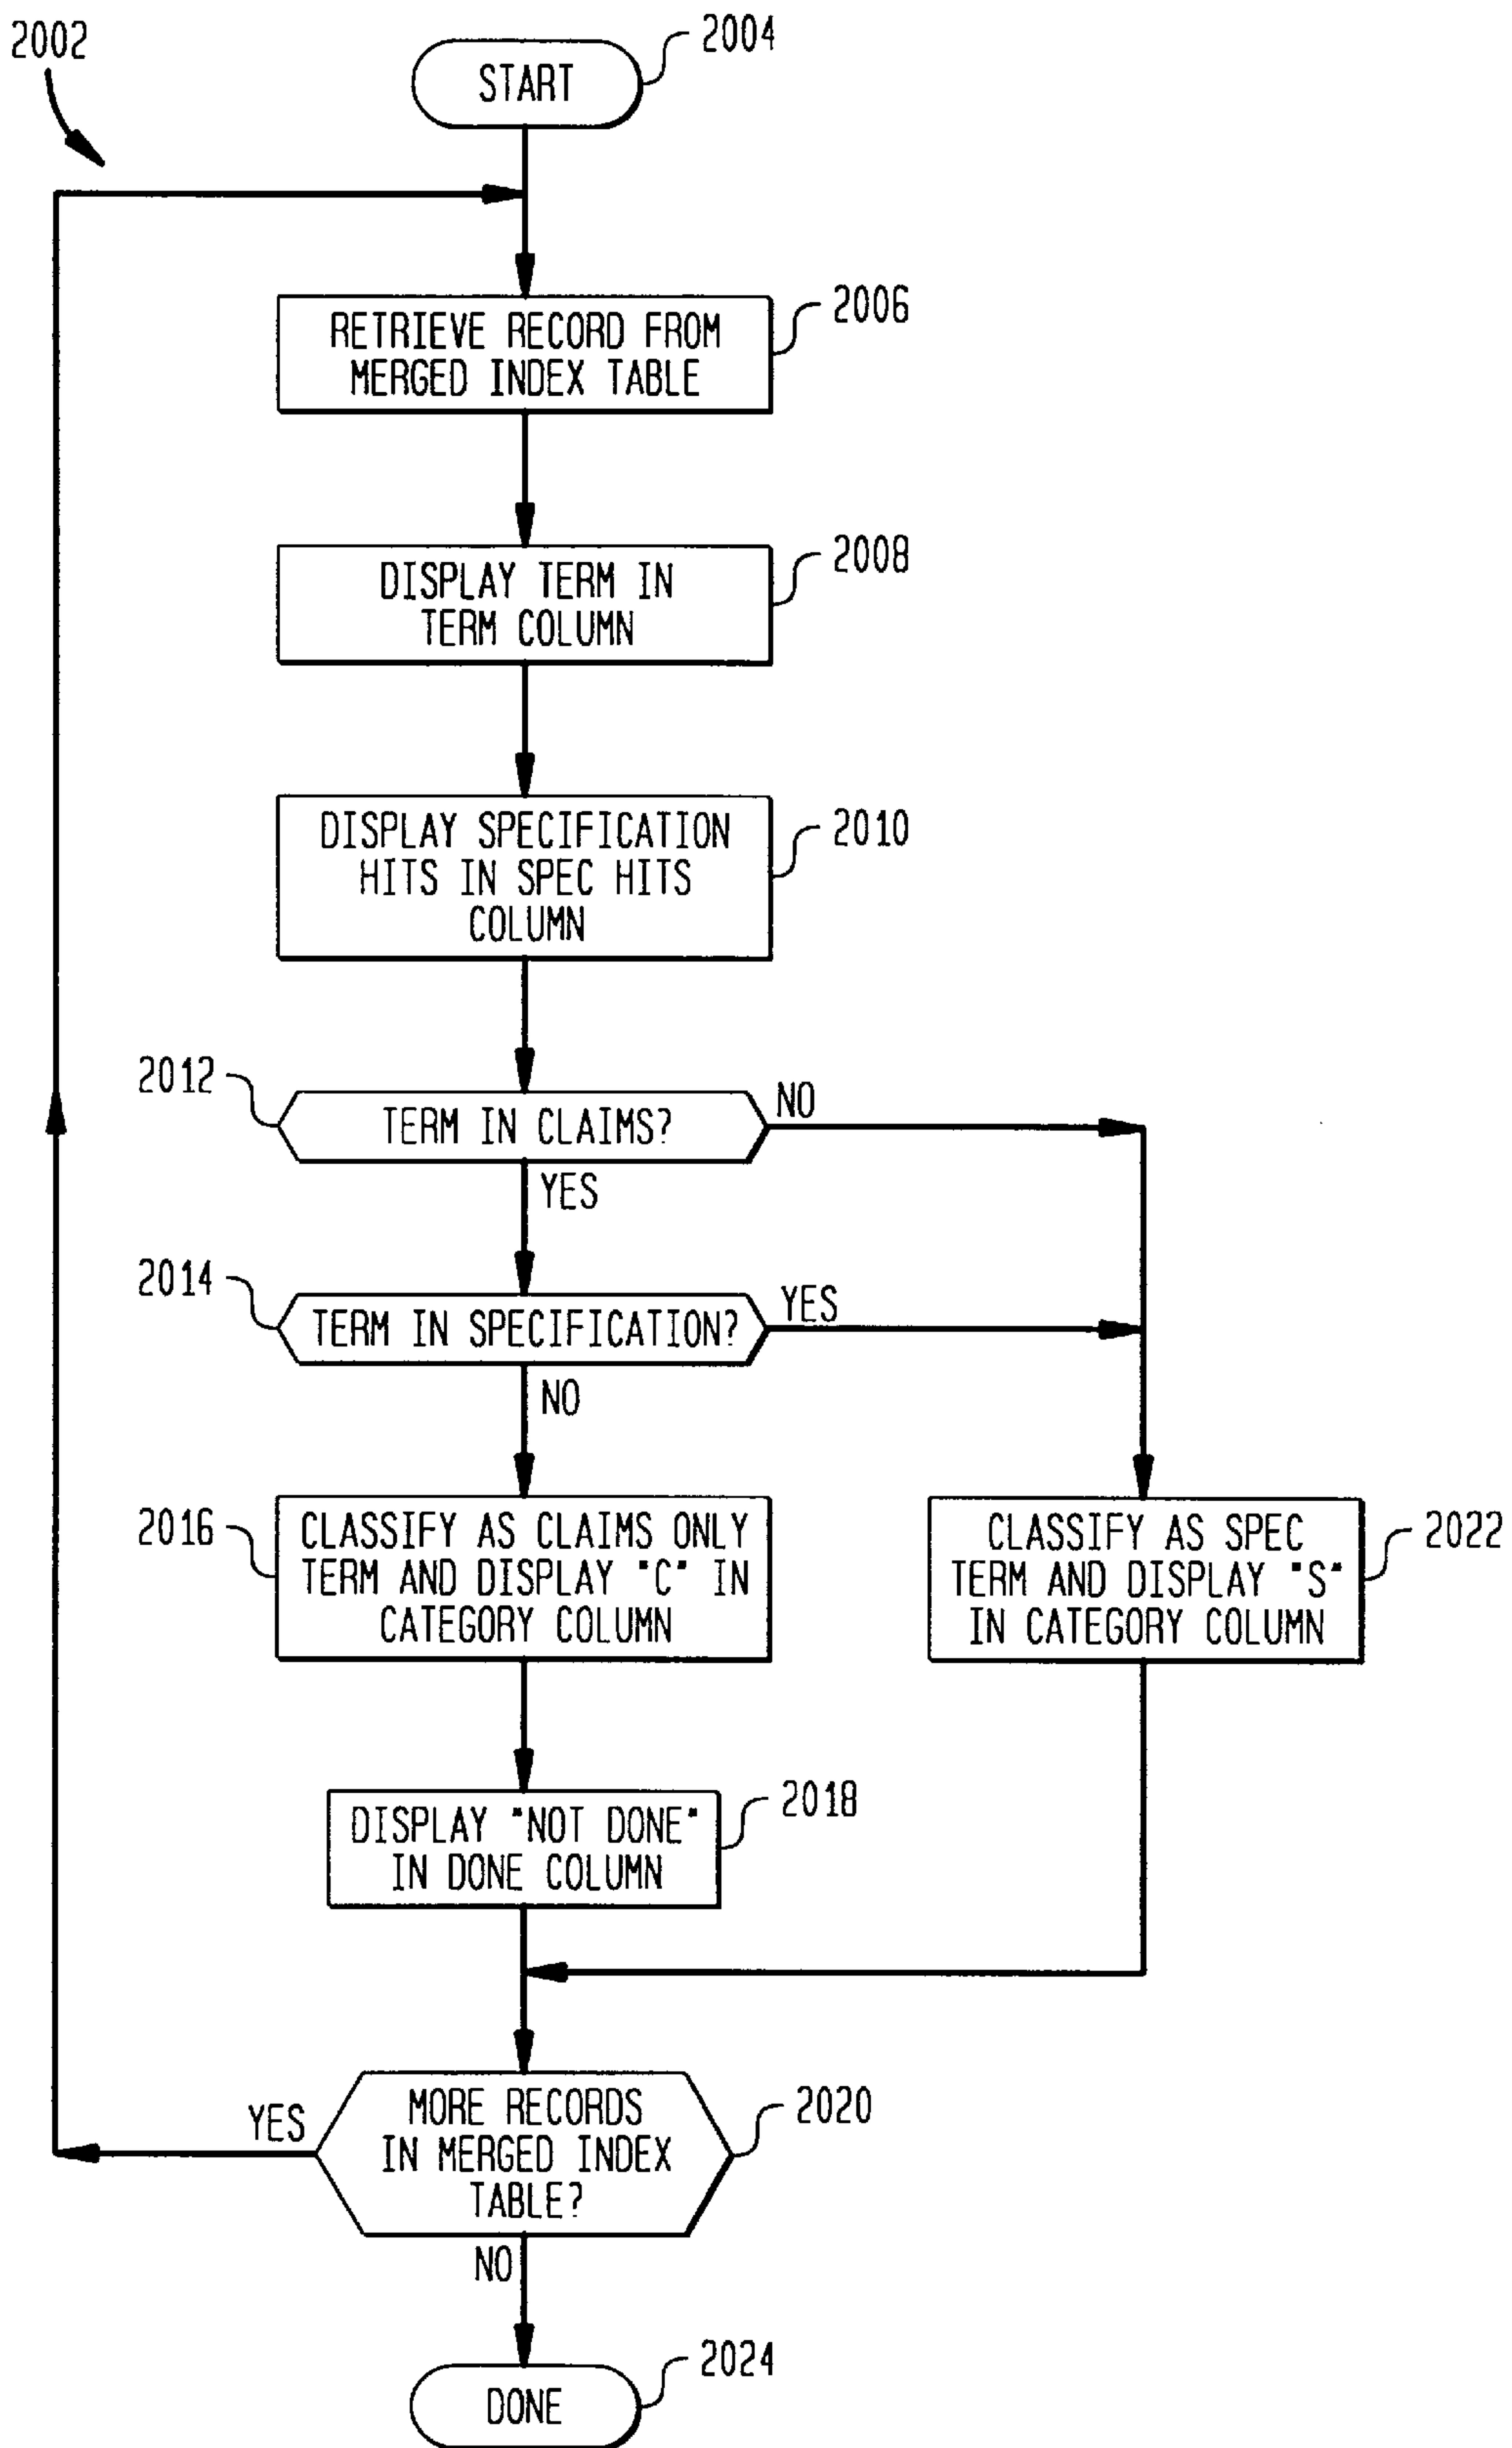 2002
START
2004
RETRIEVE RECORD FROM
MERGED INDEX TABLE
2006
DISPLAY TERM IN
TERM COLUMN
2008
DISPLAY SPECIFICATION
HITS IN SPEC HITS
COLUMN
2010
2012
TERM IN CLAIMS?
NO
YES
2014
TERM IN SPECIFICATION?
YES
NO
2016
CLASSIFY AS CLAIMS ONLY
TERM AND DISPLAY "C" IN
CATEGORY COLUMN
CLASSIFY AS SPEC
TERM AND DISPLAY "S"
IN CATEGORY COLUMN
2022
DISPLAY "NOT DONE"
IN DONE COLUMN
2018
YES
MORE RECORDS
IN MERGED INDEX
TABLE?
2020
NO
DONE
2024